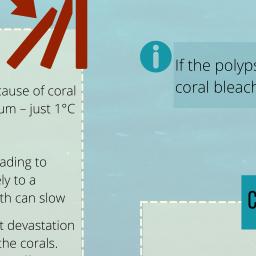 ause of coral
um – just 1°C
ading to
ely to a
th can slow
t devastation
the corals.
i
If the polyps
coral bleach
C